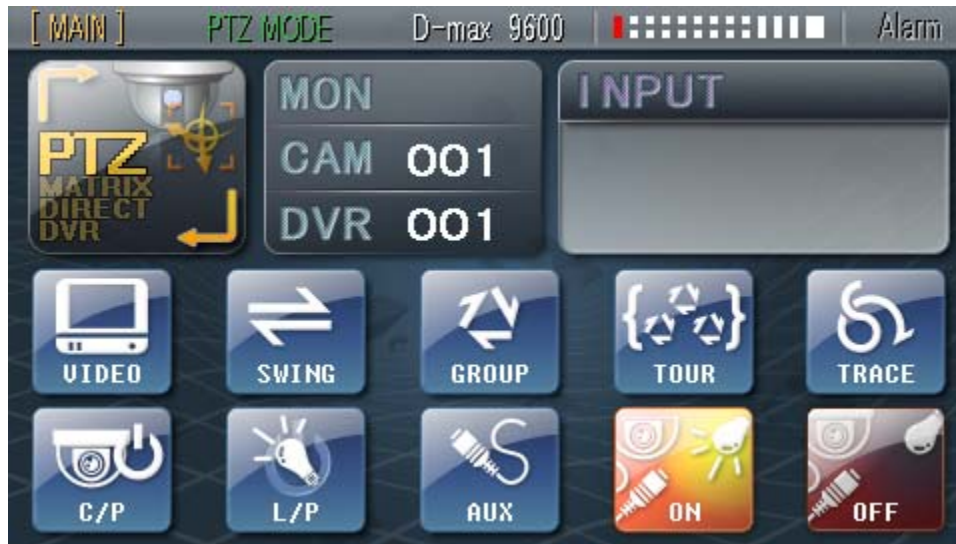 [ MAIN ] PTZ MODE D-max 9600 Alarm
PTZ
MATRIX
DIRECT
DVR
MON
CAM 001
DVR 001
INPUT
VIDEO SWING GROUP TOUR TRACE
C/P L/P AUX ON OFF